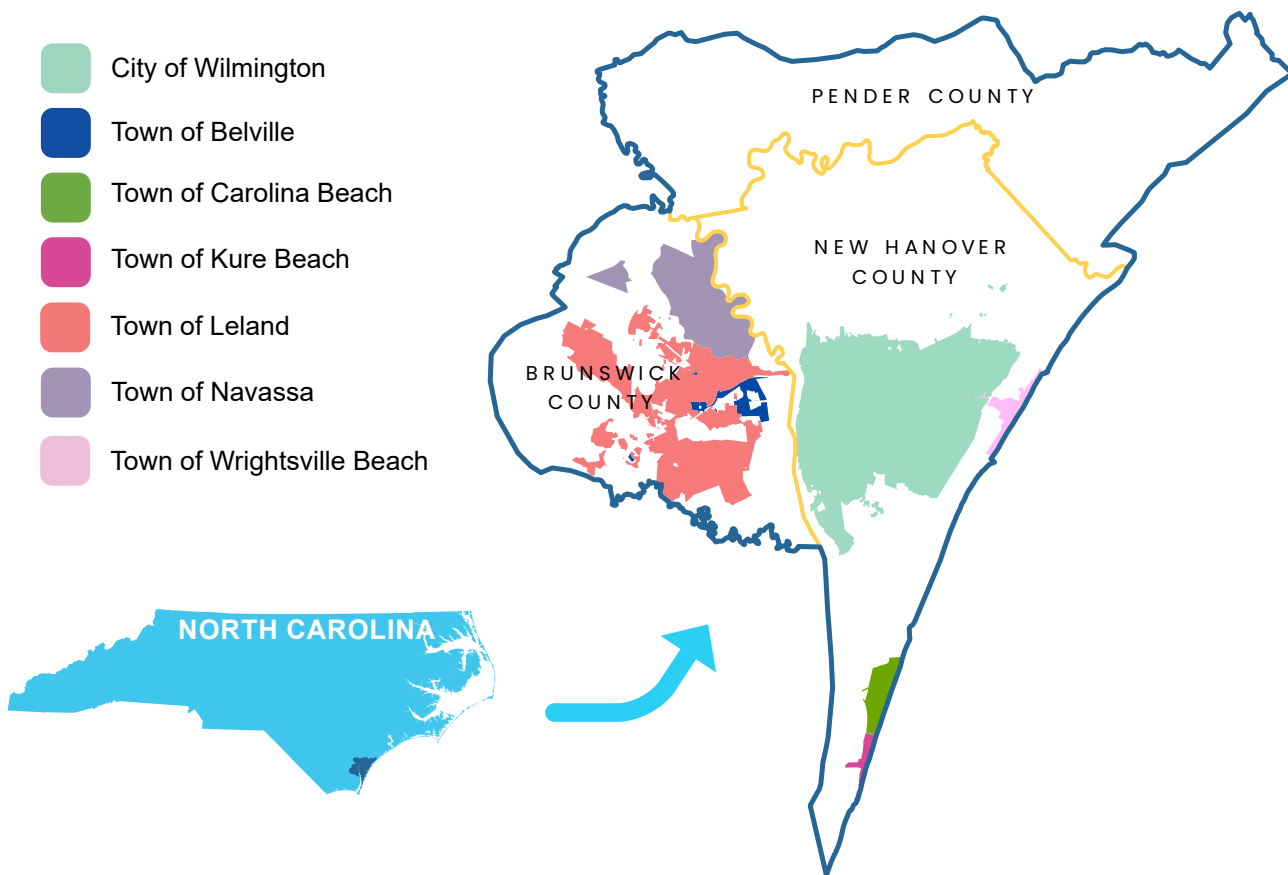 City of Wilmington
Town of Belville
Town of Carolina Beach
Town of Kure Beach
Town of Leland
Town of Navassa
Town of Wrightsville Beach
PENDER COUNTY
NEW HANOVER
COUNTY
BRUNSWICK
COUNTY
NORTH CAROLINA